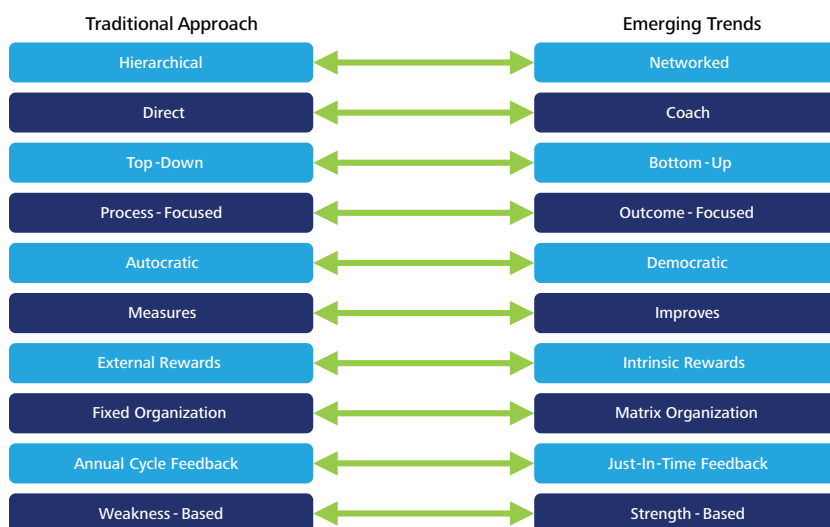 Traditional Approach Emerging Trends
Hierarchical Networked
Direct Coach
Top-Down Bottom-Up
Process-Focused Outcome-Focused
Autocratic Democratic
Measures Improves
External Rewards Intrinsic Rewards
Fixed Organization Matrix Organization
Annual Cycle Feedback Just-In-Time Feedback
Weakness-Based Strength-Based